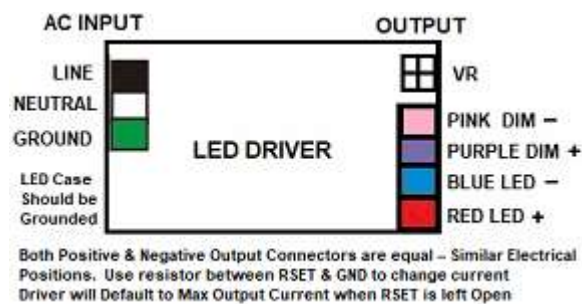 AC INPUT
OUTPUT
LINE
VR
NEUTRAL
GROUND
PINK DIM –
LED DRIVER
PURPLE DIM +
LED Case
Should be
Grounded
BLUE LED –
RED LED +
Both Positive & Negative Output Connectors are equal – Similar Electrical
Positions. Use resistor between RSET & GND to change current
Driver will Default to Max Output Current when RSET is left Open